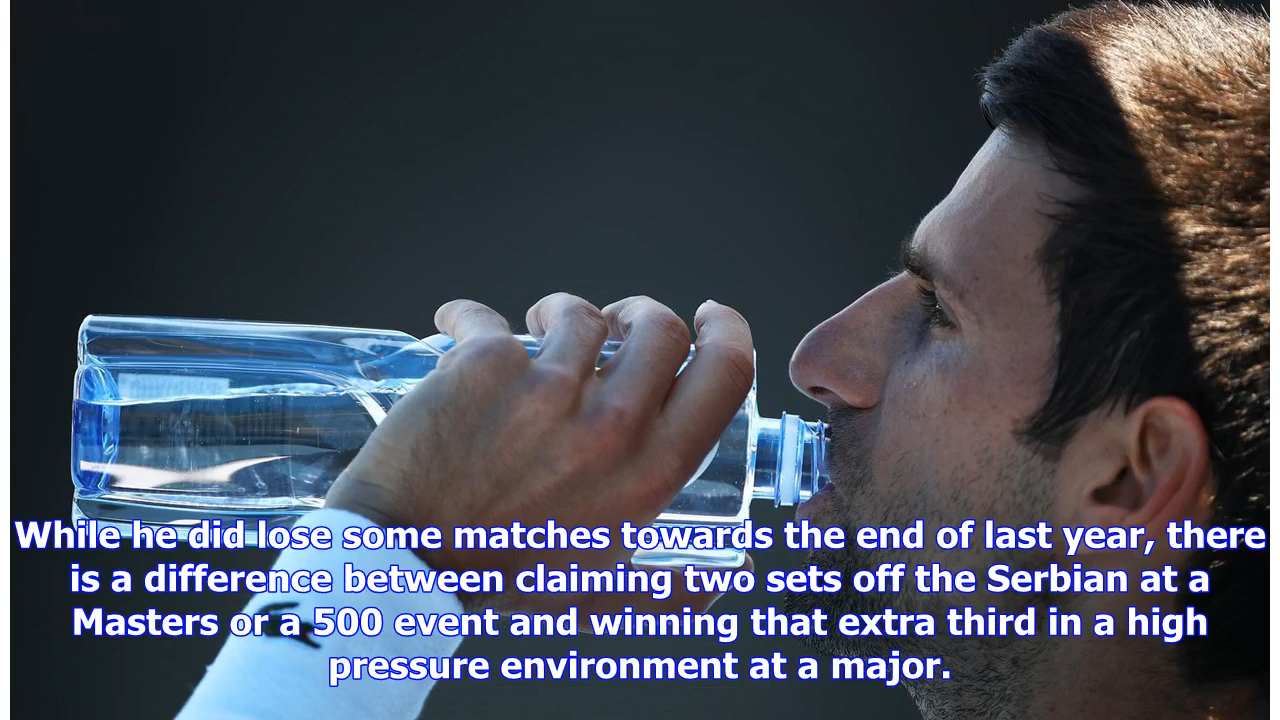 While he did lose some matches towards the end of last year, there
is a difference between claiming two sets off the Serbian at a
Masters or a 500 event and winning that extra third in a high
pressure environment at a major.